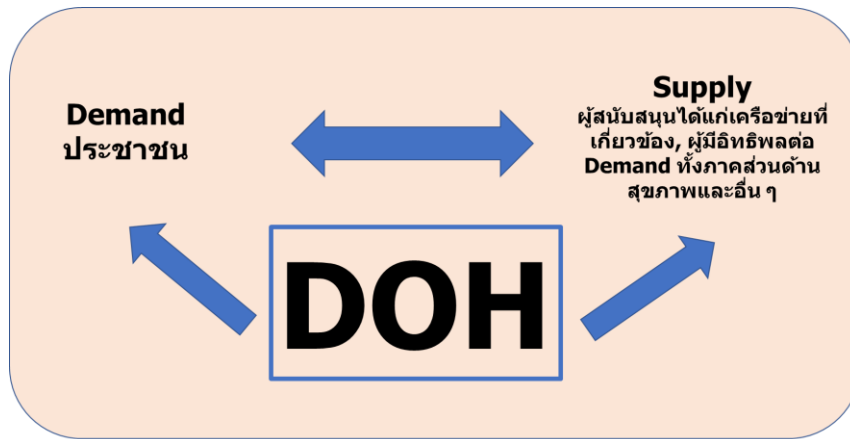 Demand
ประชาชน
Supply
ผู้สนับสนุนได้แก่เครือข่ายที่
เกี่ยวข้อง, ผู้มีอิทธิพลต่อ
Demand ทั้งภาคส่วนด้าน
สุขภาพและอื่น ๆ
DOH